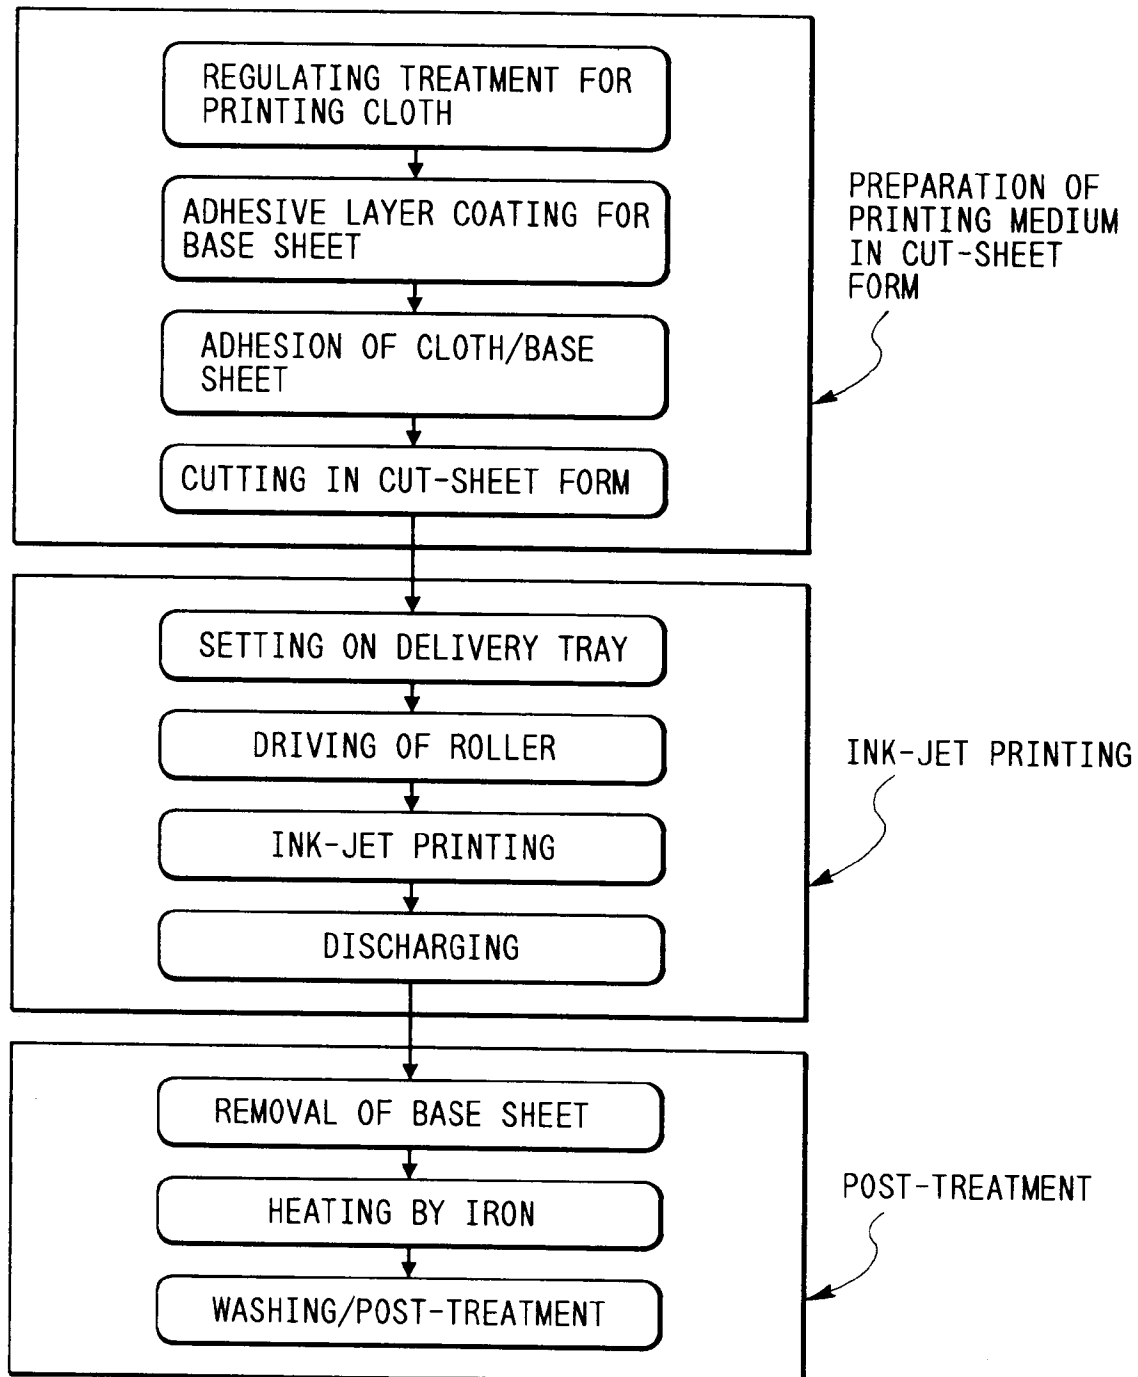 REGULATING TREATMENT FOR
PRINTING CLOTH
ADHESIVE LAYER COATING FOR
BASE SHEET
ADHESION OF CLOTH/BASE
SHEET
CUTTING IN CUT-SHEET FORM
PREPARATION OF
PRINTING MEDIUM
IN CUT-SHEET
FORM
SETTING ON DELIVERY TRAY
DRIVING OF ROLLER
INK-JET PRINTING
DISCHARGING
INK-JET PRINTING
REMOVAL OF BASE SHEET
HEATING BY IRON
WASHING/POST-TREATMENT
POST-TREATMENT